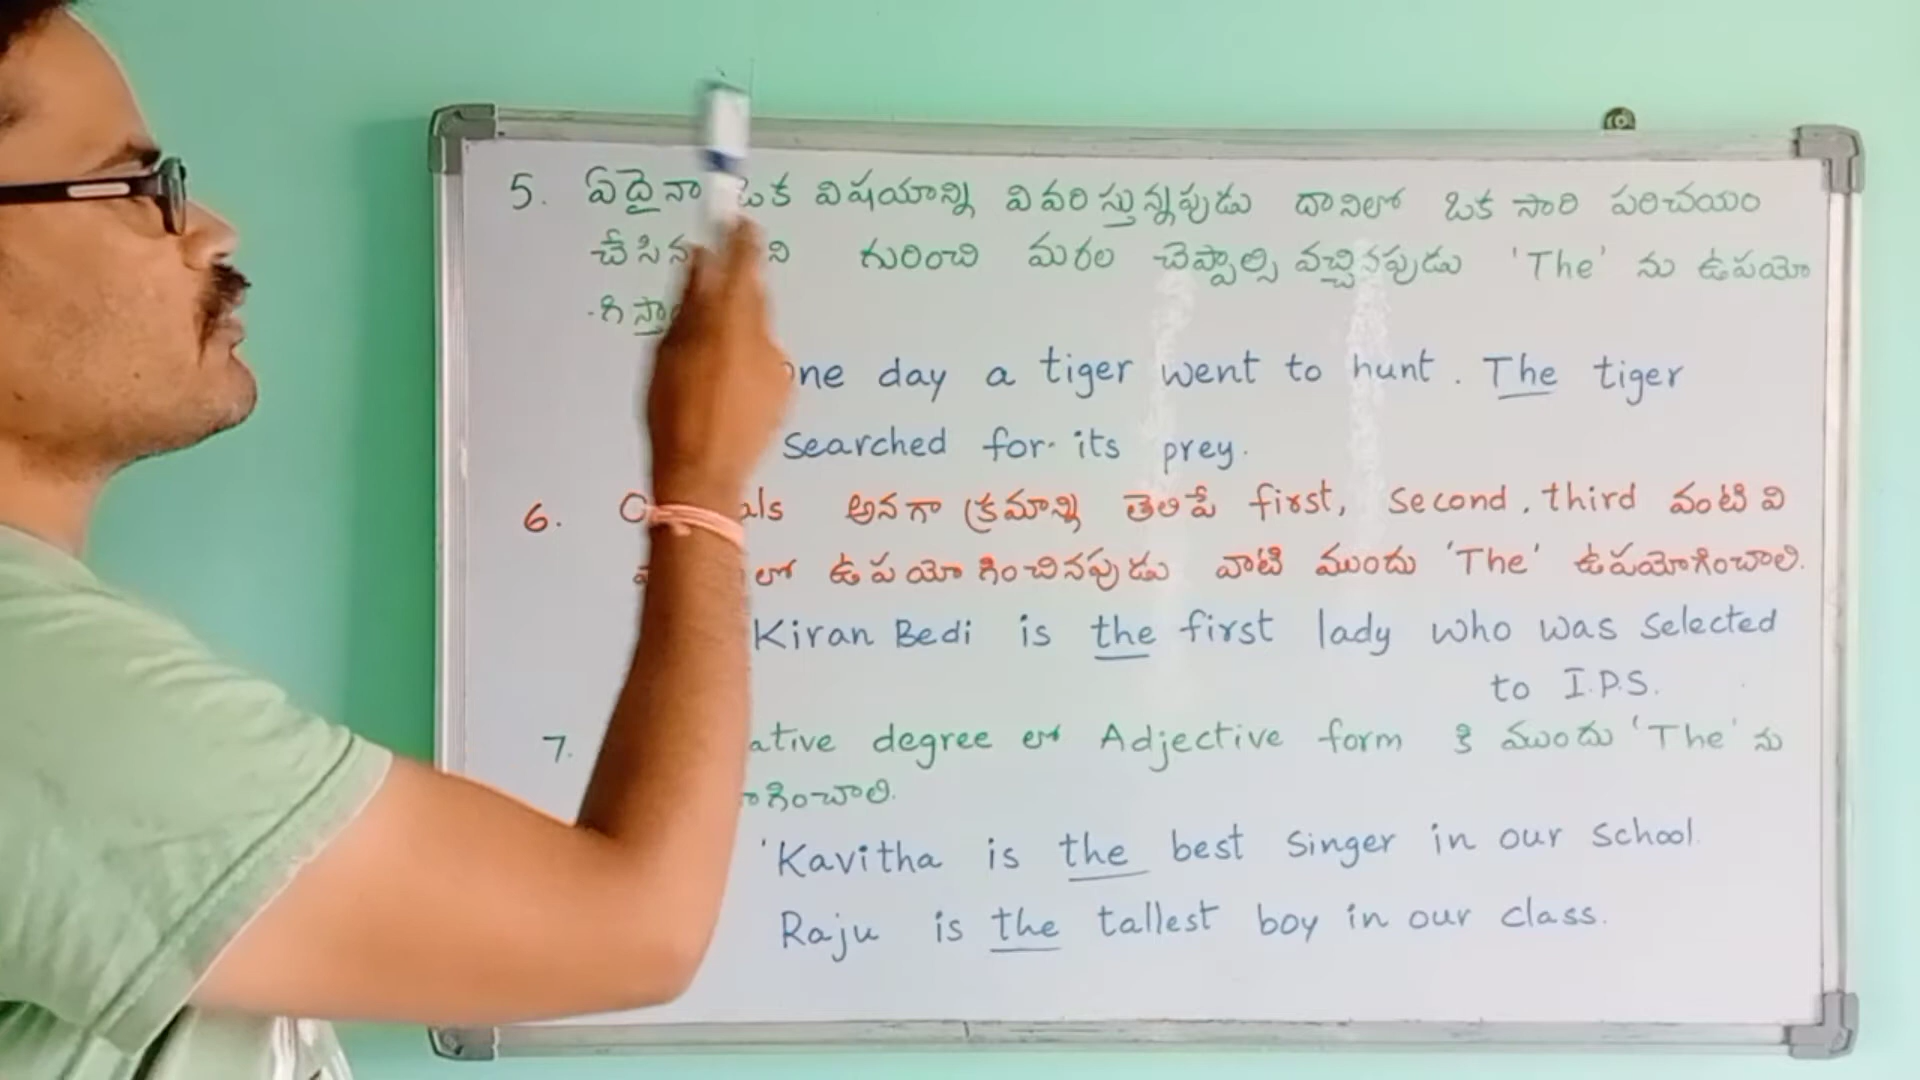 5. ఏదైనా ఒక విషయాన్ని వివరిస్తున్నపుడు దానిలో ఒక సారి పరిచయం
చేసిన గురించి మరల చెప్పాల్సి వచ్చినపుడు 'The' ను ఉపయో
-గిస్తా
one day a tiger went to hunt. The tiger
searched for its prey.
6. అనగా క్రమాన్ని తెలిపే first, second, third వంటి వి
లో ఉపయోగించినపుడు వాటి ముందు 'The' ఉపయోగించాలి.
Kiran Bedi is the first lady who was selected
to I.P.S.
7. ative degree లో Adjective form కి ముందు 'The' ను
గించాలి.
'Kavitha is the best singer in our school.
Raju is the tallest boy in our class.